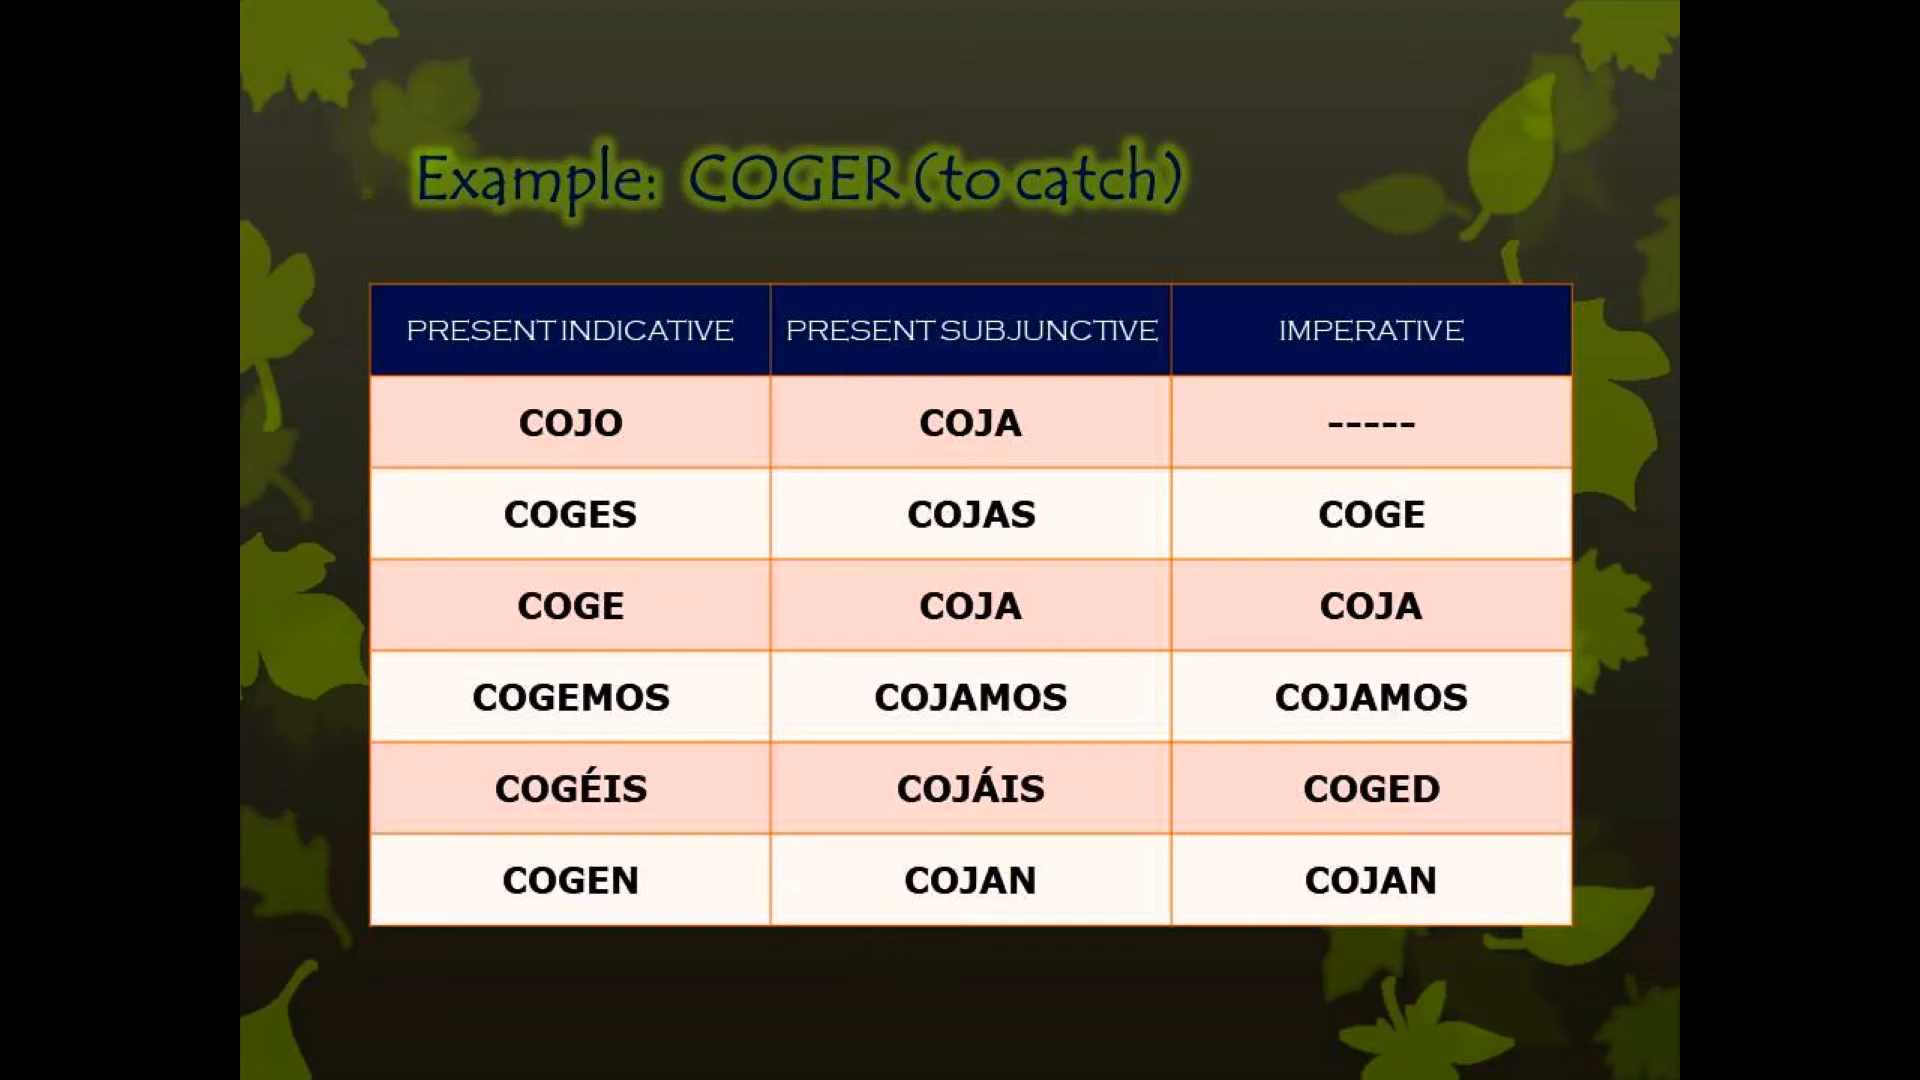 Example: COGER (to catch)
PRESENT INDICATIVE PRESENT SUBJUNCTIVE IMPERATIVE
COJO COJA -----
COGES COJAS COGE
COGE COJA COJA
COGEMOS COJAMOS COJAMOS
COGÉIS COJÁIS COGED
COGEN COJAN COJAN